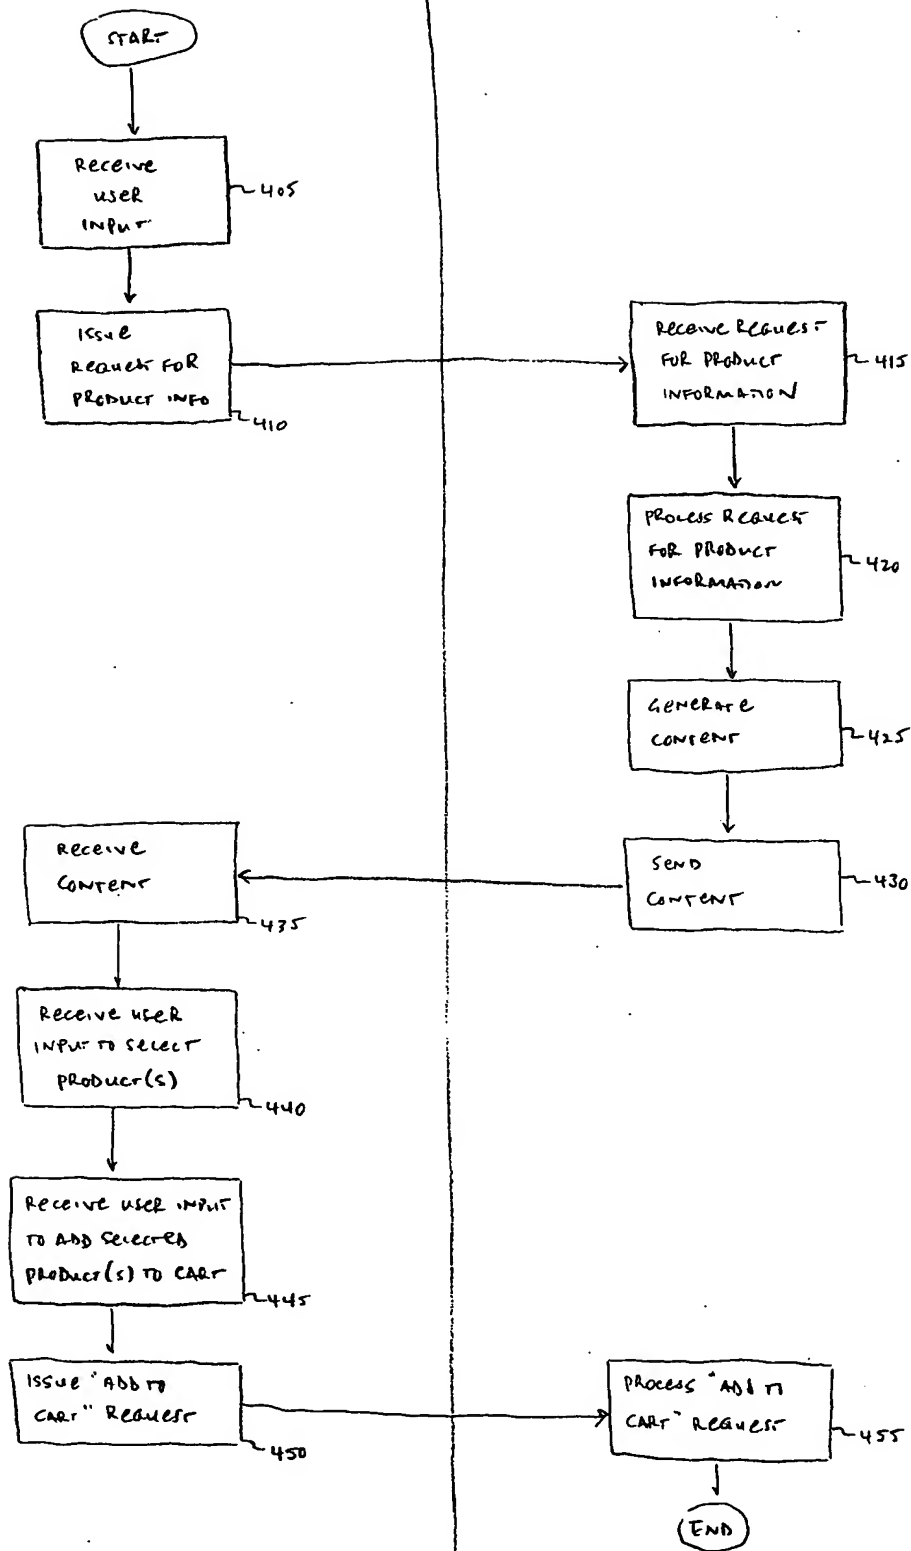 START
RECEIVE
USER
INPUT
405
ISSUE
REQUEST FOR
PRODUCT INFO
410
RECEIVE REQUEST
FOR PRODUCT
INFORMATION
415
PROCESS REQUEST
FOR PRODUCT
INFORMATION
420
GENERATE
CONTENT
425
SEND
CONTENT
430
RECEIVE
CONTENT
435
RECEIVE USER
INPUT TO SELECT
PRODUCT(S)
440
RECEIVE USER INPUT
TO ADD SELECTED
PRODUCT(S) TO CART
445
ISSUE "ADD TO
CART" REQUEST
450
PROCESS "ADD TO
CART" REQUEST
455
END